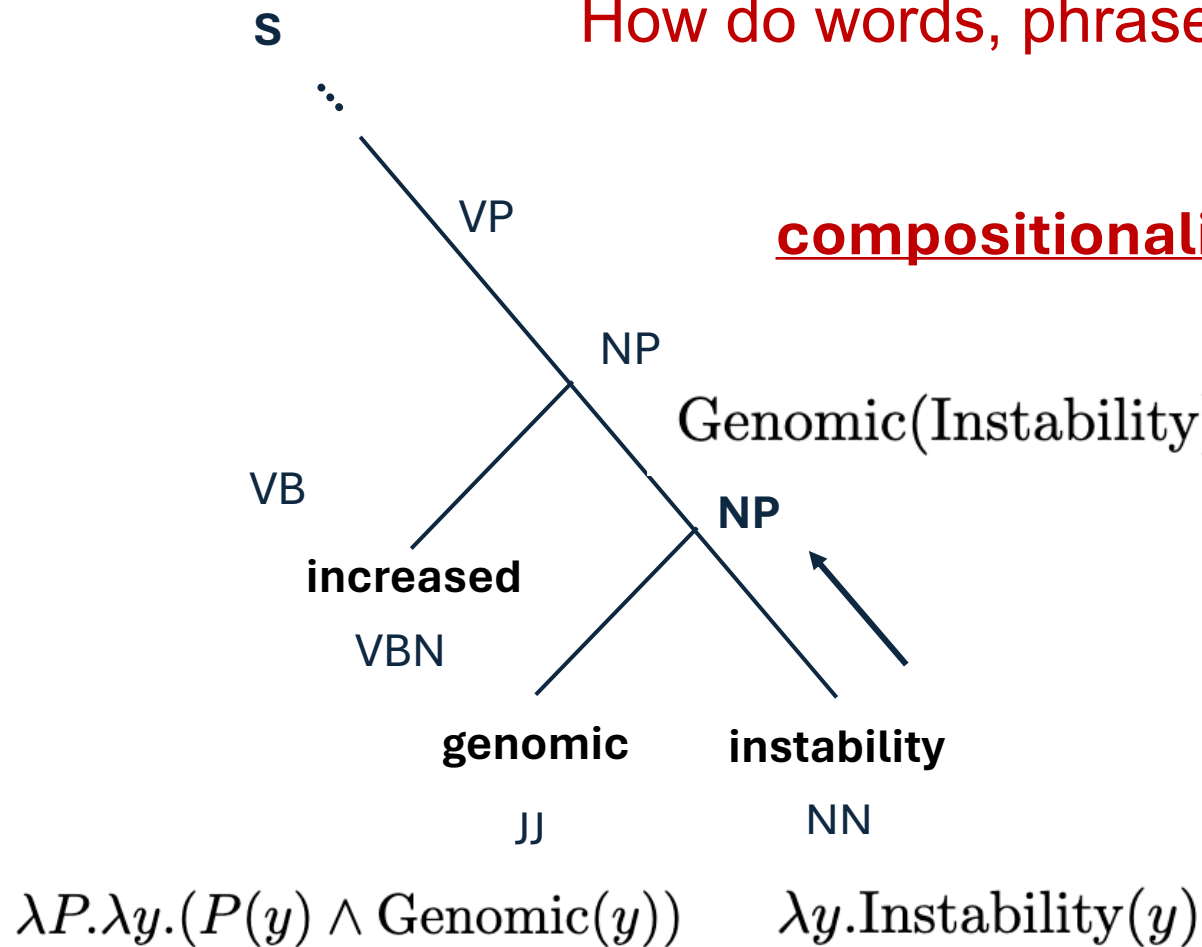 S
How do words, phrase
VP
compositionali
NP
Genomic(Instability)
VB
NP
increased
VBN
genomic
instability
JJ
NN
λP.λy.(P(y) ∧ Genomic(y))
λy.Instability(y)